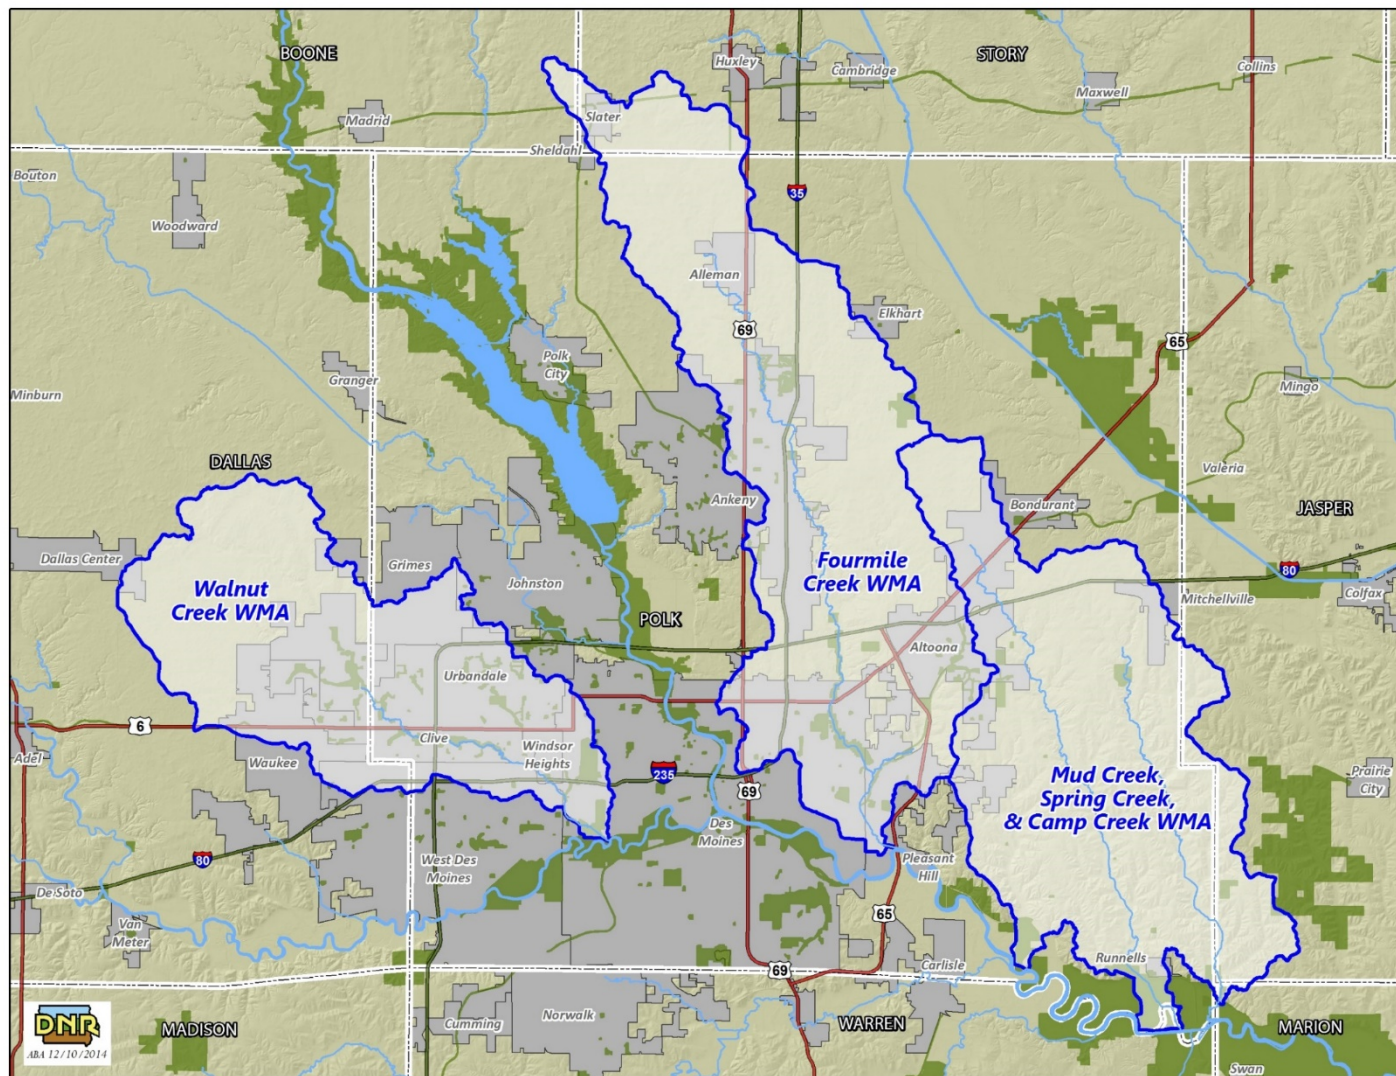 BOONE
STORY
Huxley
Cambridge
Collins
Maxwell
Madrid
Slater
Sheldahl
Bouton
Woodward
35
Alleman
Elkhart
69
65
Polk
City
Granger
Mingo
Minburn
DALLAS
Valeria
Ankeny
Bondurant
JASPER
Dallas Center
Grimes
Johnston
Fourmile
Creek WMA
Walnut
Creek WMA
80
Mitchellville
Colfax
POLK
Altoona
Urbandale
6
Clive
Windsor
Heights
Adel
Waukee
235
69
Mud Creek,
Spring Creek,
& Camp Creek WMA
Prairie
City
Des
Moines
80
West Des
Moines
Pleasant
Hill
De Soto
Van
Meter
65
69
Carlisle
Runnells
DNR
ABA 12/10/2014
MADISON
Cumming
Norwalk
WARREN
MARION
Swan